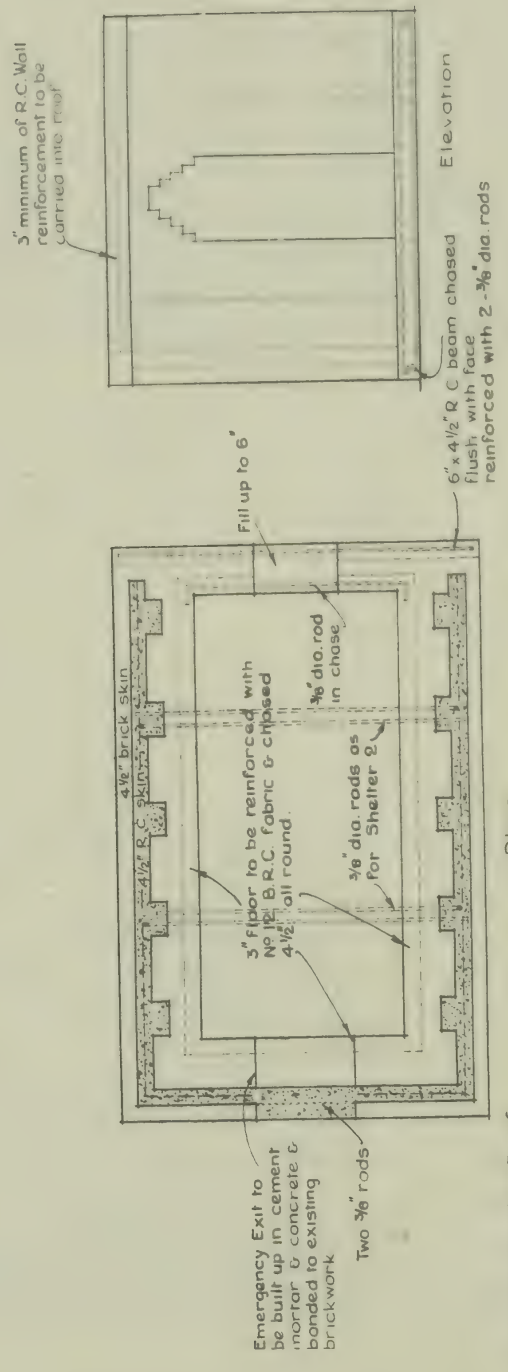 3" minimum of R.C. Wall
reinforcement to be
carried into roof
Elevation
6" x 4½" R C beam chased
flush with face
reinforced with 2 - ⅜" dia. rods
Fill up to 6"
4½" brick skin
4½" R.C skin
3" floor to be reinforced with
Nº 12 B.R.C. fabric & chased
4½" all round.
⅜" dia. rod
in chase
⅜" dia. rods as
for Shelter 2
Emergency Exit to
be built up in cement
mortar & concrete &
bonded to existing
brickwork
Two ⅜" rods